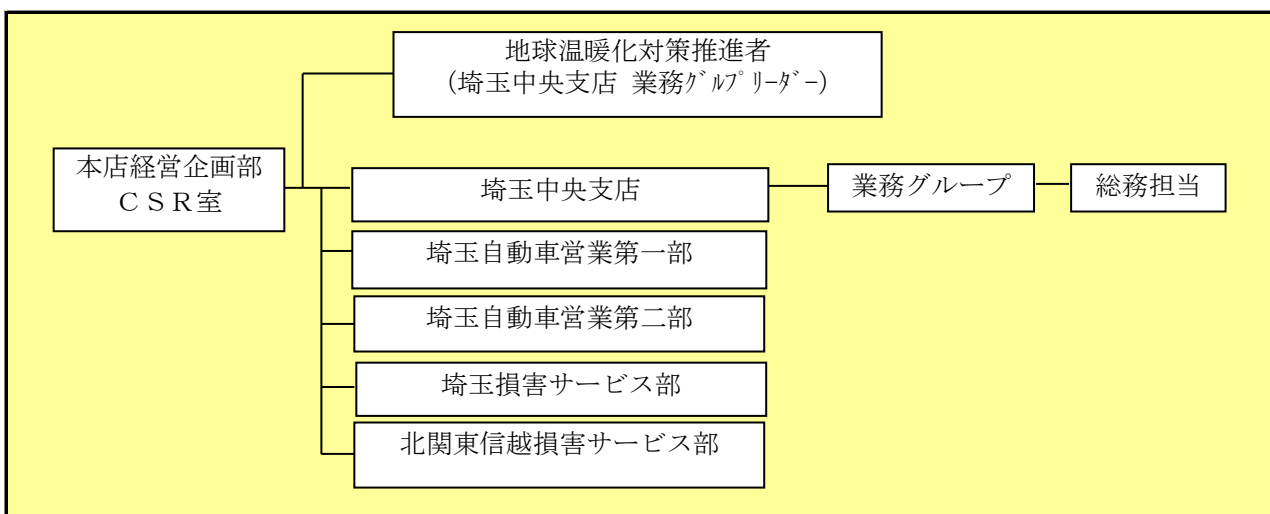 地球温暖化対策推進者
(埼玉中央支店 業務ｸﾞﾙﾌﾟﾘｰﾀﾞｰ)
本店経営企画部
ＣＳＲ室
埼玉中央支店
業務グループ
総務担当
埼玉自動車営業第一部
埼玉自動車営業第二部
埼玉損害サービス部
北関東信越損害サービス部